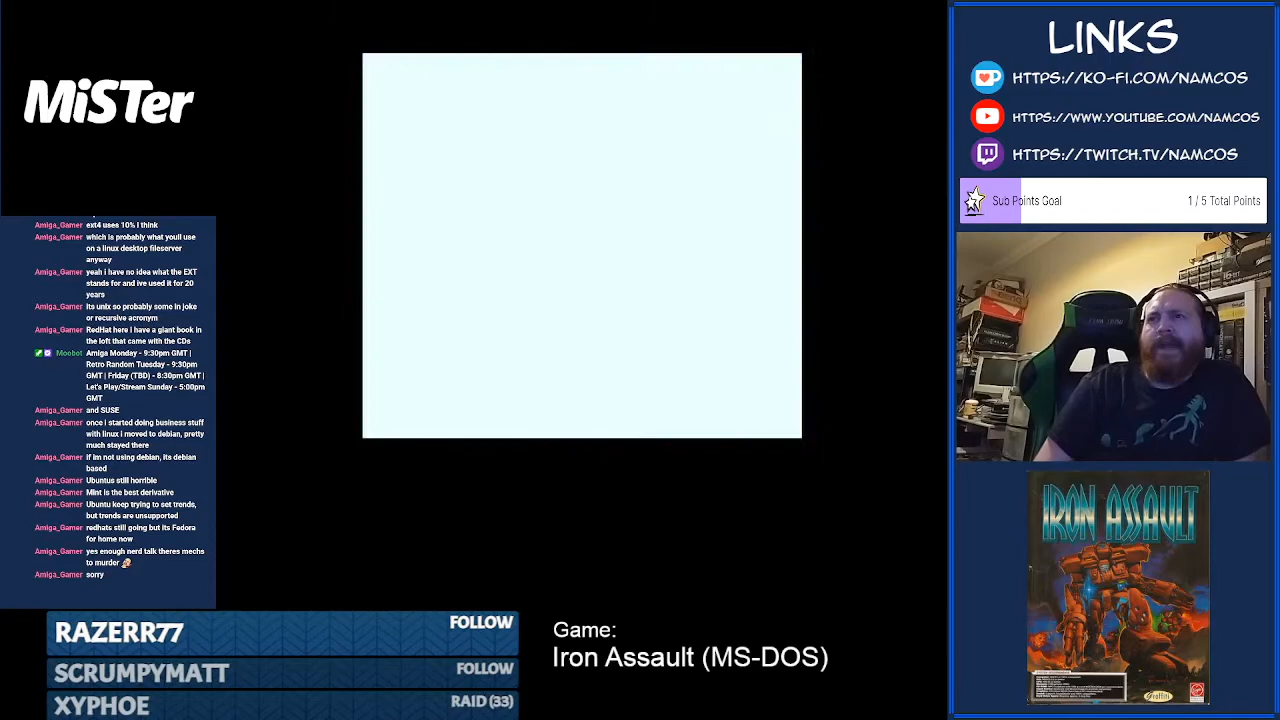 MiSTer
Amiga_Gamer ext4 uses 10% I think
Amiga_Gamer which is probably what youll use
on a linux desktop fileserver
anyway
Amiga_Gamer yeah i have no idea what the EXT
stands for and ive used it for 20
years
Amiga_Gamer its unix so probably some in joke
or recursive acronym
Amiga_Gamer RedHat here I have a giant book in
the loft that came with the CDs
Moobot Amiga Monday - 9:30pm GMT |
Retro Random Tuesday - 9:30pm
GMT | Friday (TBD) - 8:30pm GMT |
Let's Play/Stream Sunday - 5:00pm
GMT
Amiga_Gamer and SUSE
Amiga_Gamer once i started doing business stuff
with linux i moved to debian, pretty
much stayed there
Amiga_Gamer if im not using debian, its debian
based
Amiga_Gamer Ubuntus still horrible
Amiga_Gamer Mint is the best derivative
Amiga_Gamer Ubuntu keep trying to set trends,
but trends are unsupported
Amiga_Gamer redhats still going but its Fedora
for home now
Amiga_Gamer yes enough nerd talk theres mechs
to murder
Amiga_Gamer sorry
RAZERR77 FOLLOW
SCRUMPYMATT FOLLOW
XYPHOE RAID (33)
Game:
Iron Assault (MS-DOS)
LINKS
HTTPS://KO-FI.COM/NAMCOS
HTTPS://WWW.YOUTUBE.COM/NAMCOS
HTTPS://TWITCH.TV/NAMCOS
Sub Points Goal 1 / 5 Total Points
IRON ASSAULT
Graffiti